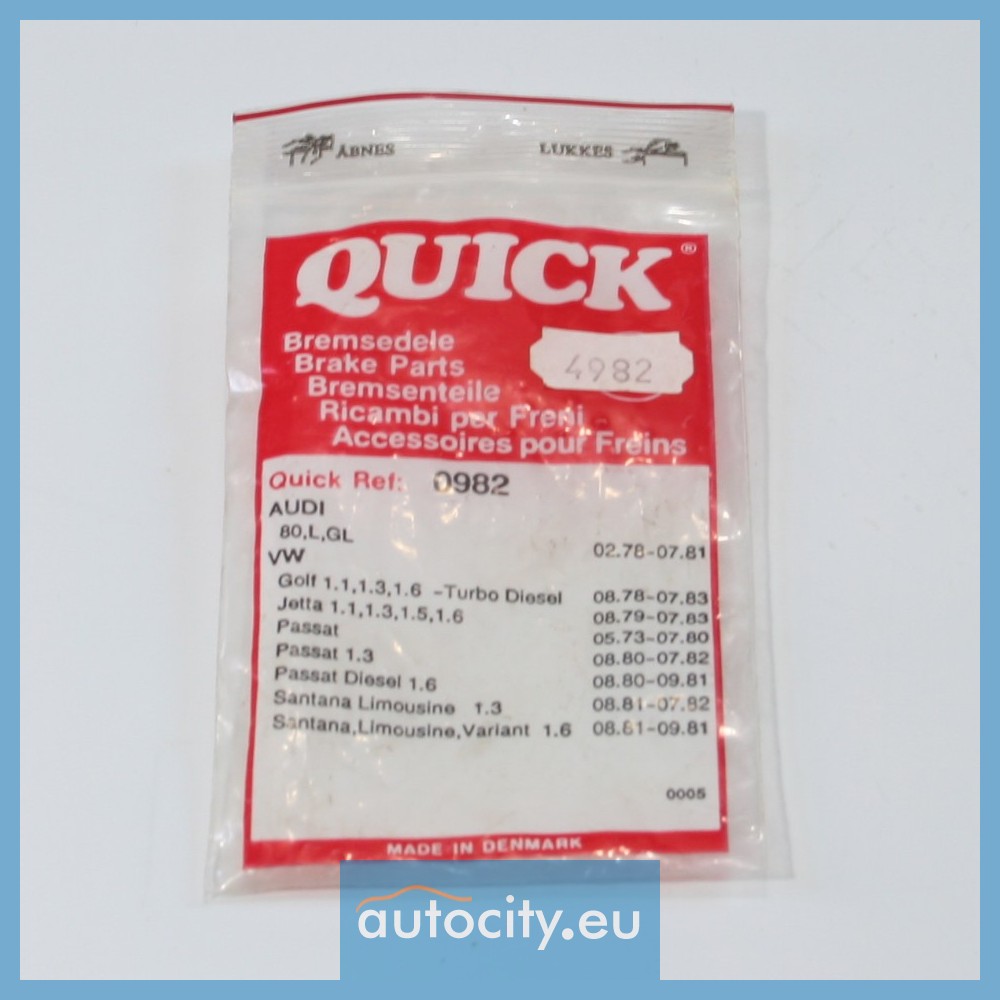 ÅBNES LUKKES
QUICK®
Bremsedele
Brake Parts
4982
Bremsenteile
Ricambi per Freni
Accessoires pour Freins
Quick Ref: 0982
AUDI
80,L,GL 02.78-07.81
VW
Golf 1.1,1.3,1.6 -Turbo Diesel 08.78-07.83
Jetta 1.1,1.3,1.5,1.6 08.79-07.83
Passat 05.73-07.80
Passat 1.3 08.80-07.82
Passat Diesel 1.6 08.80-09.81
Santana Limousine 1.3 08.81-07.82
Santana,Limousine,Variant 1.6 08.81-09.81
0005
MADE IN DENMARK
autocity.eu